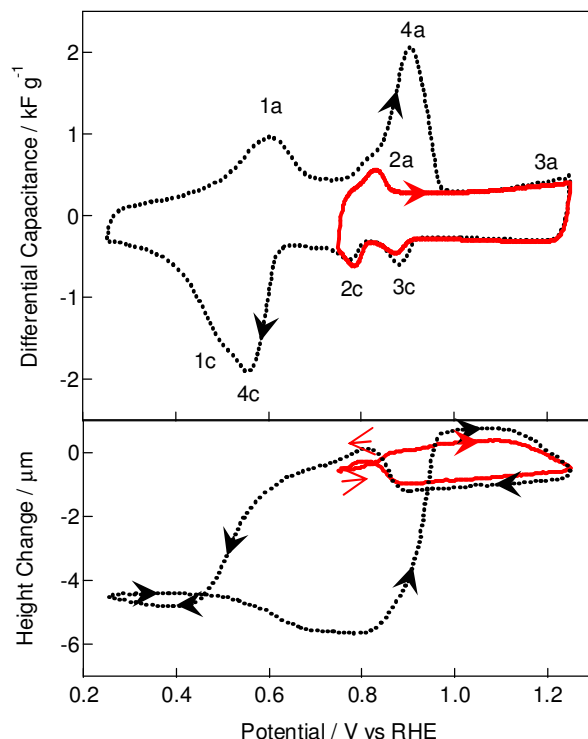 Differential Capacitance / kF g⁻¹
2
1
0
-1
-2
1a
4a
2a
3a
1c
4c
2c
3c
Height Change / μm
0
-2
-4
-6
0.2
0.4
0.6
0.8
1.0
1.2
Potential / V vs RHE